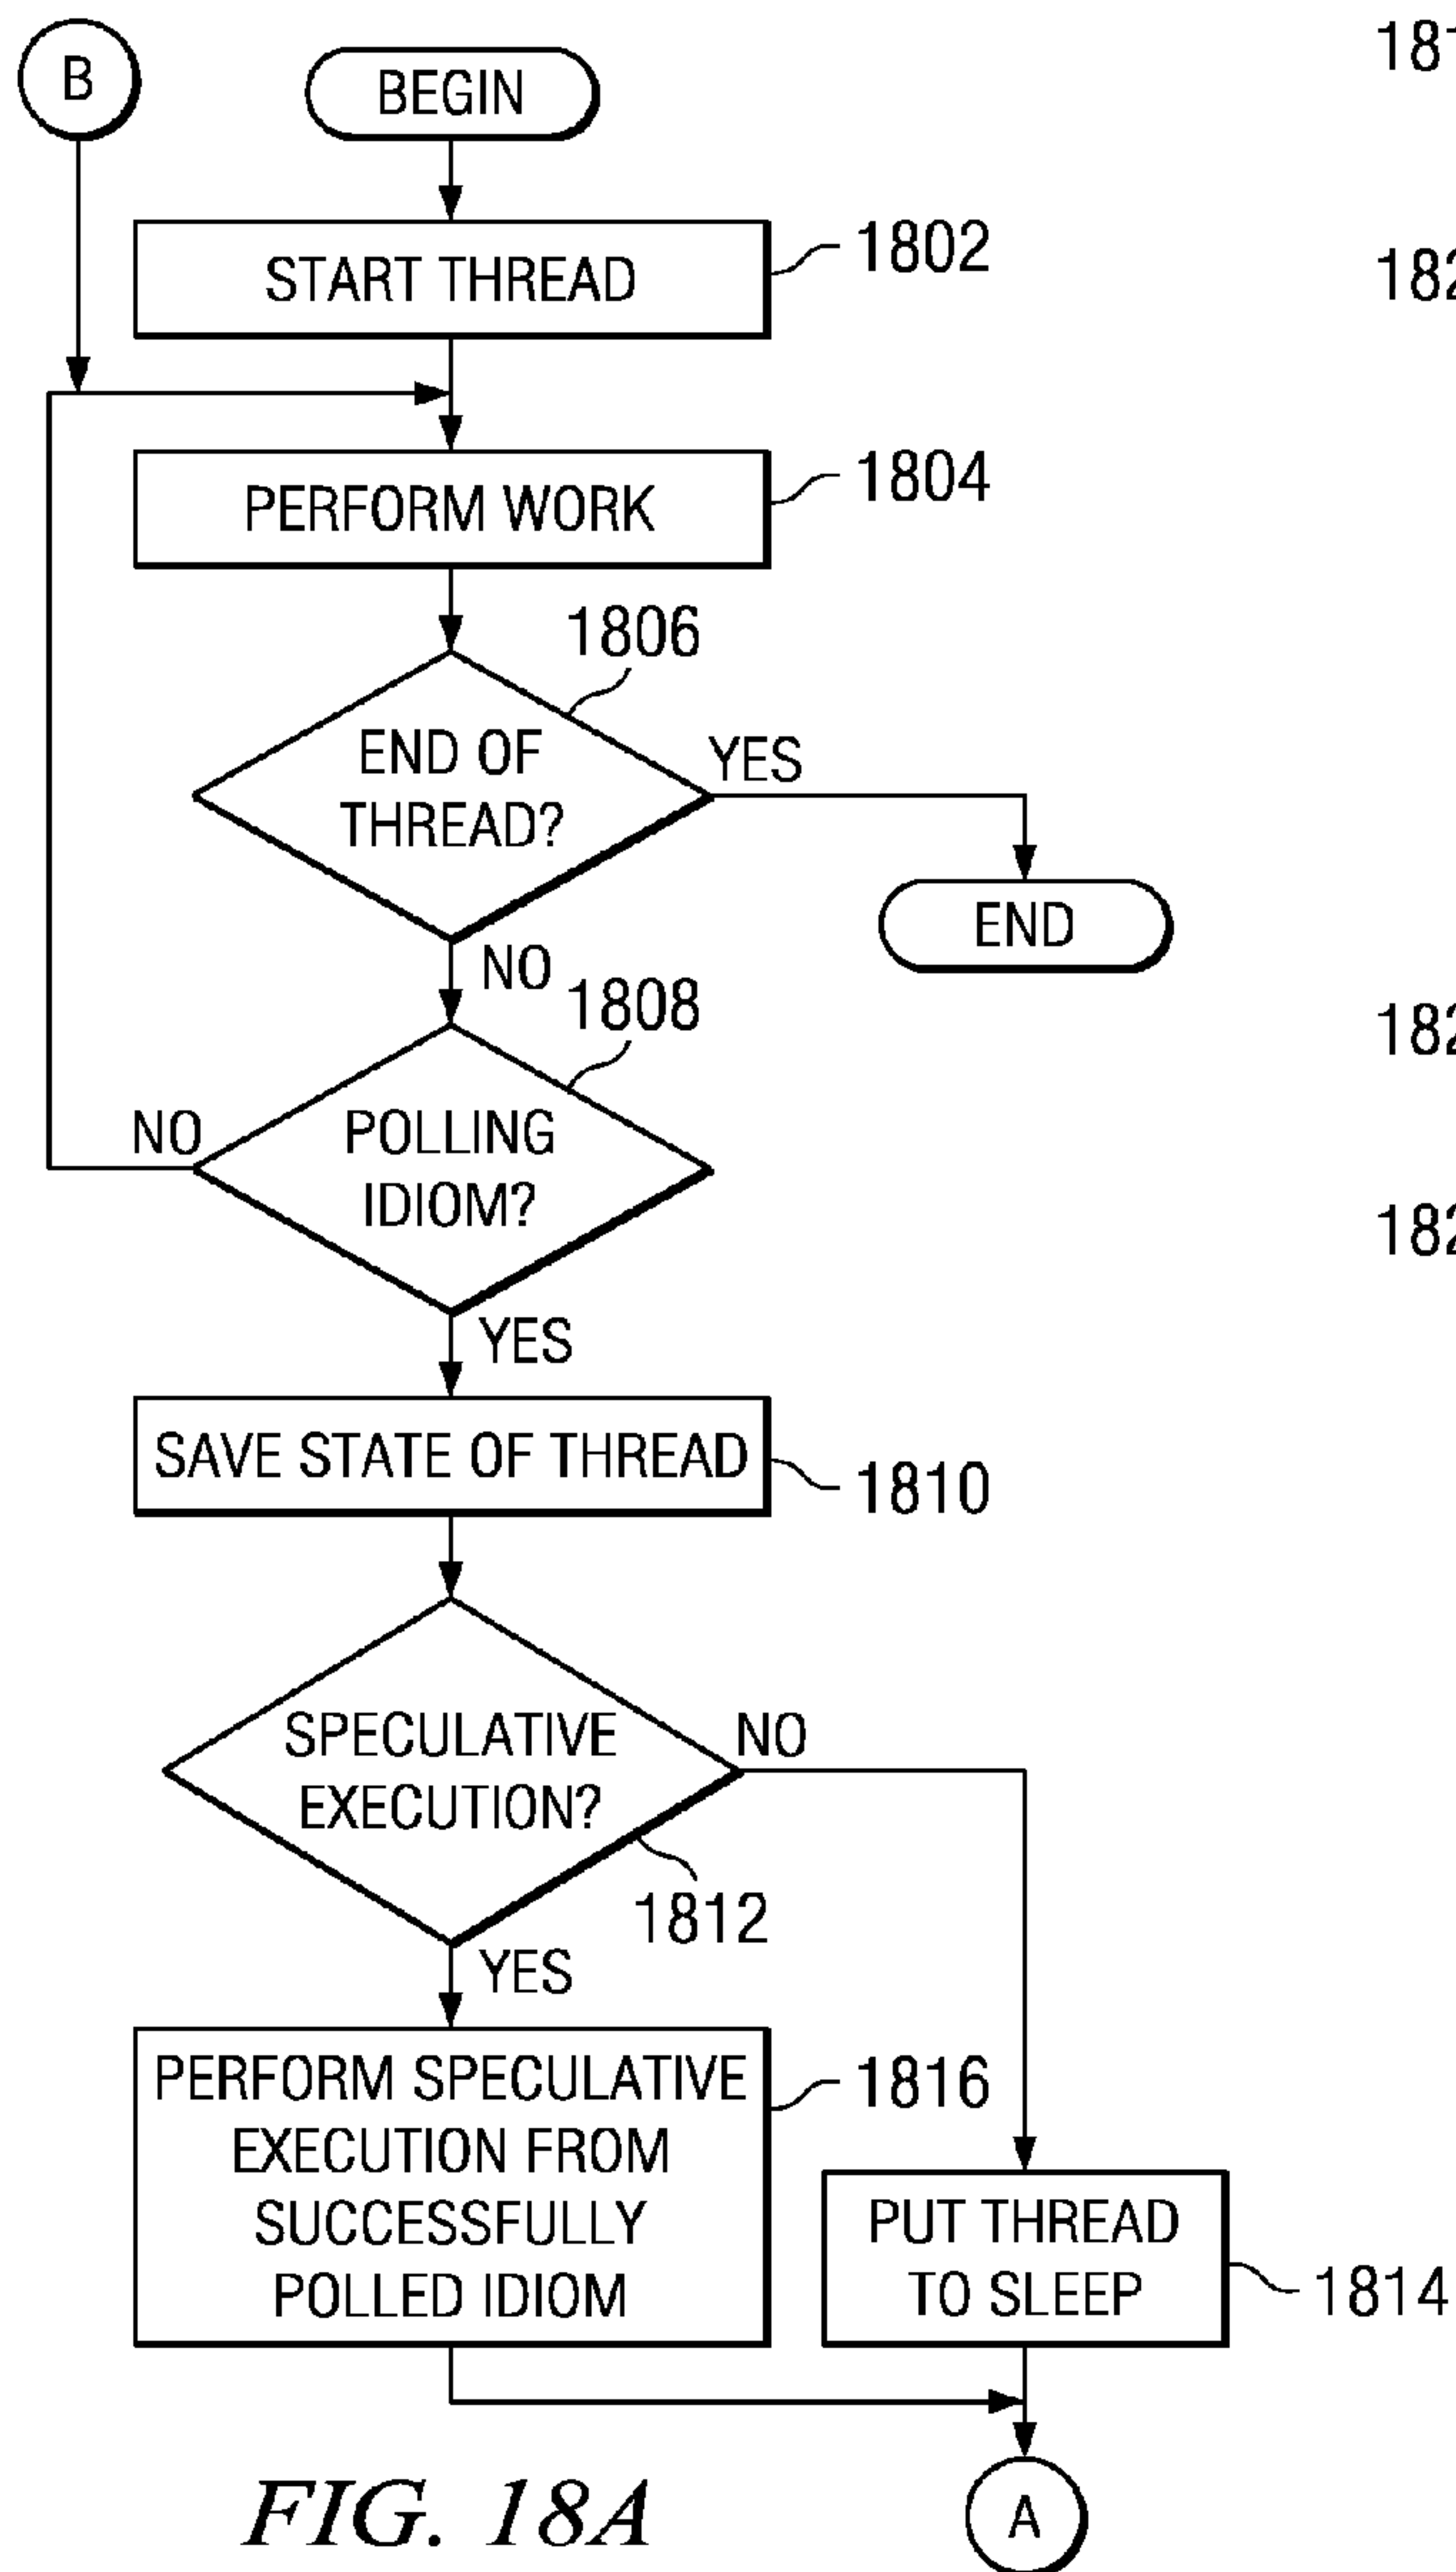 B
BEGIN
START THREAD
1802
PERFORM WORK
1804
1806
END OF
THREAD?
YES
END
NO
1808
POLLING
IDIOM?
NO
YES
SAVE STATE OF THREAD
1810
SPECULATIVE
EXECUTION?
NO
1812
YES
PERFORM SPECULATIVE
EXECUTION FROM
SUCCESSFULLY
POLLED IDIOM
1816
PUT THREAD
TO SLEEP
1814
A
FIG. 18A